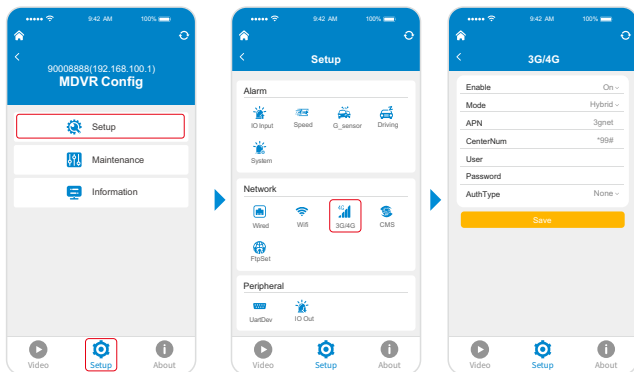 9:42 AM 100%
90008888(192.168.100.1)
MDVR Config
Setup
Maintenance
Information
Video Setup About
9:42 AM 100%
Setup
Alarm
IO Input Speed G_sensor Driving
System
Network
Wired Wifi 3G/4G CMS
FtpSet
Peripheral
UartDev IO Out
Video Setup About
9:42 AM 100%
3G/4G
Enable On
Mode Hybrid
APN 3gnet
CenterNum *99#
User
Password
AuthType None
Save
Video Setup About